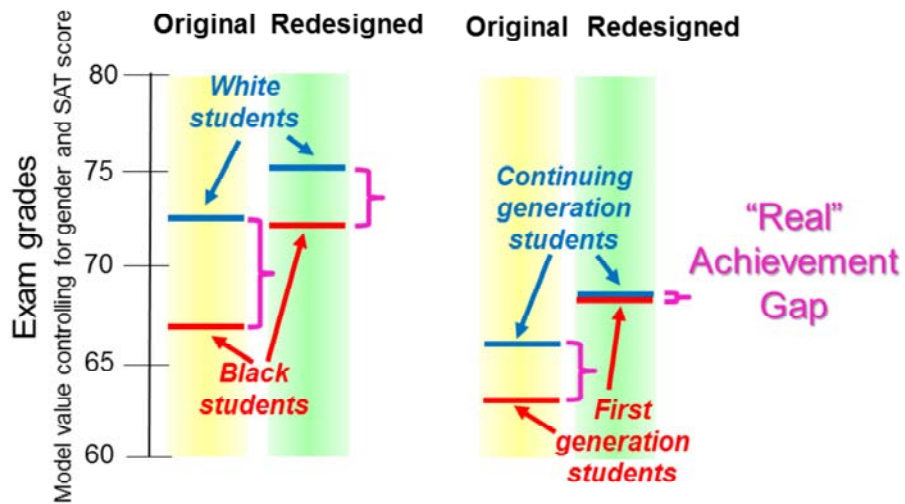 Original Redesigned
Original Redesigned
Exam grades
Model value controlling for gender and SAT score
80
75
70
65
60
White
students
Black
students
Continuing
generation
students
First
generation
students
“Real”
Achievement
Gap